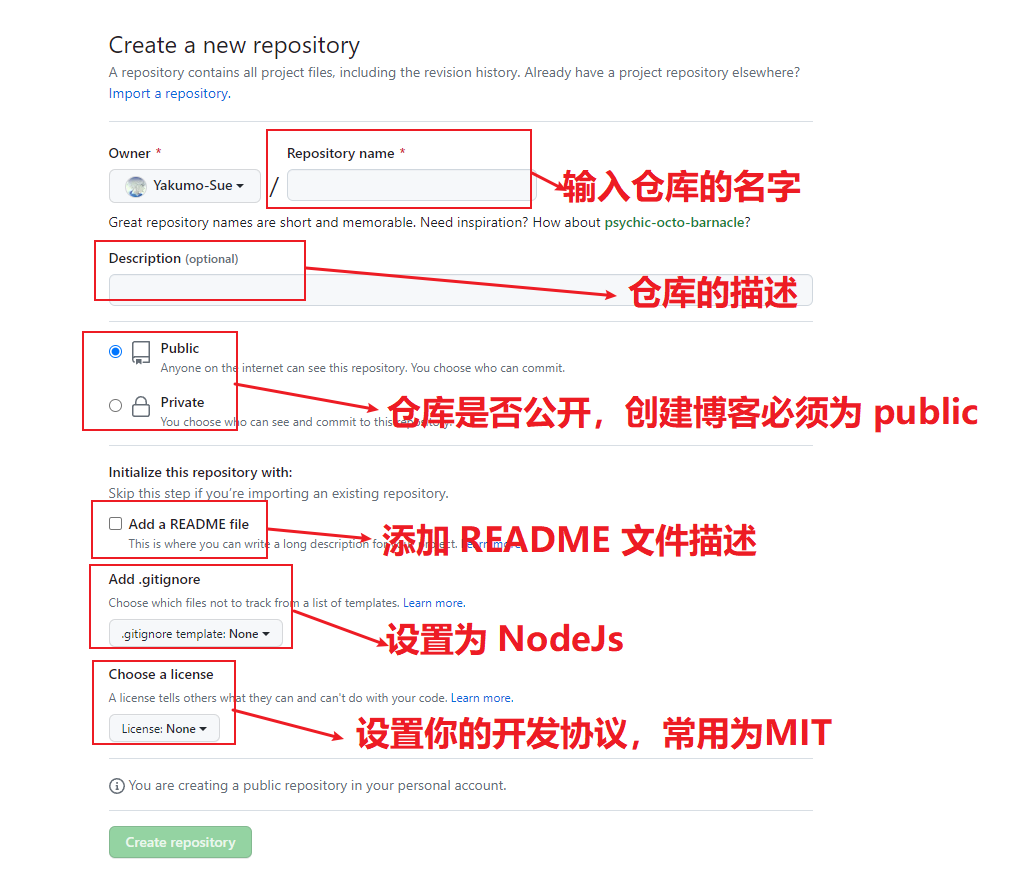 Create a new repository
A repository contains all project files, including the revision history. Already have a project repository elsewhere?
Import a repository.
Owner *
Repository name *
Yakumo-Sue
/
输入仓库的名字
Great repository names are short and memorable. Need inspiration? How about psychic-octo-barnacle?
Description (optional)
仓库的描述
Public
Anyone on the internet can see this repository. You choose who can commit.
Private
You choose who can see and commit to this repository.
仓库是否公开，创建博客必须为 public
Initialize this repository with:
Skip this step if you're importing an existing repository.
Add a README file
This is where you can write a long description for your project. Learn more.
添加 README 文件描述
Add .gitignore
Choose which files not to track from a list of templates. Learn more.
.gitignore template: None
设置为 NodeJs
Choose a license
A license tells others what they can and can't do with your code. Learn more.
License: None
设置你的开发协议，常用为MIT
You are creating a public repository in your personal account.
Create repository